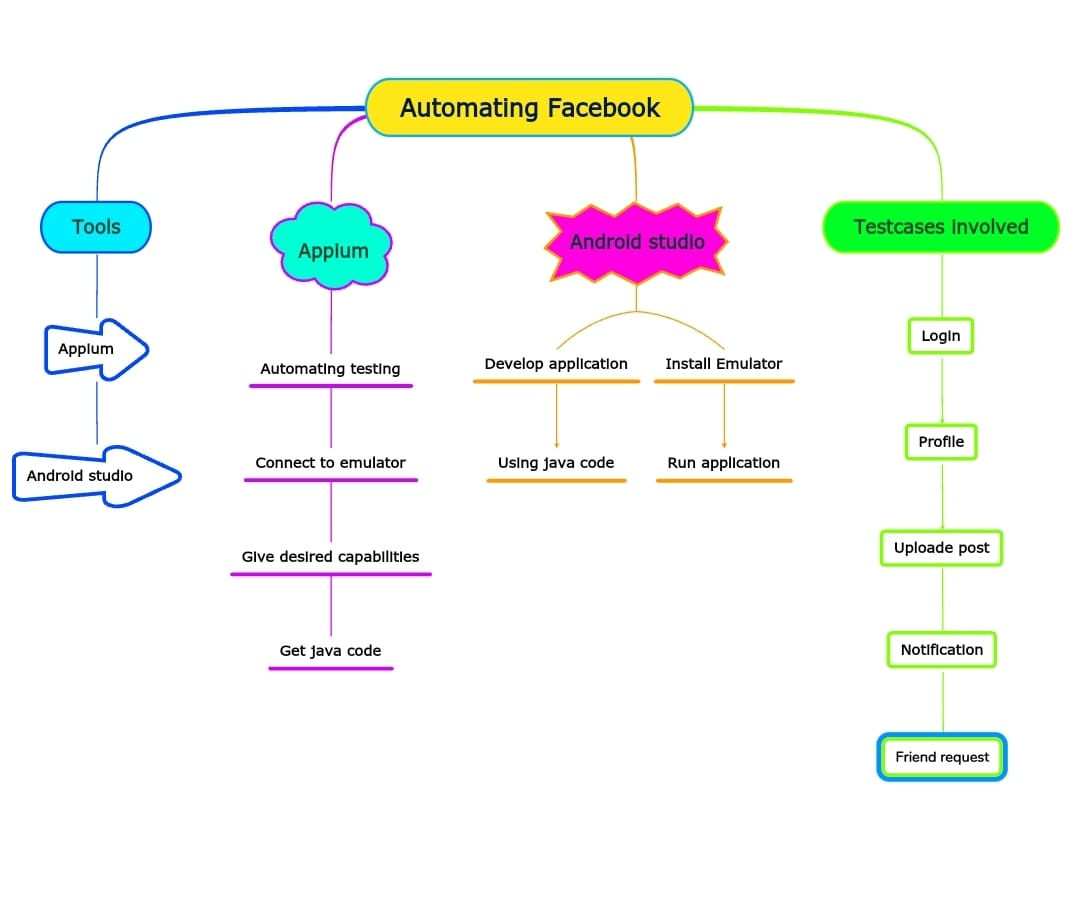 Automating Facebook
Tools
Appium
Android studio
Appium
Automating testing
Connect to emulator
Give desired capabilities
Get java code
Android studio
Develop application
Using java code
Install Emulator
Run application
Testcases involved
Login
Profile
Uploade post
Notification
Friend request